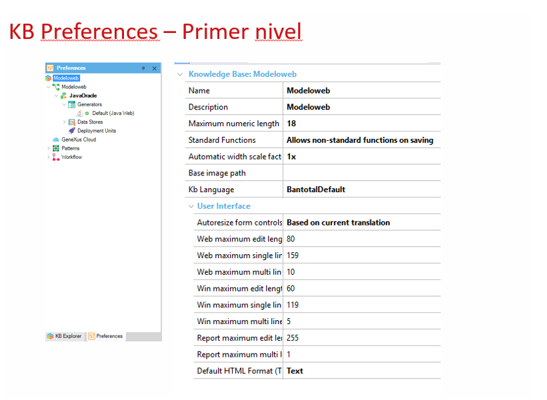 KB Preferences – Primer nivel
Preferences
Modeloweb
Modeloweb
JavaOracle
Generators
Default (Java Web)
Data Stores
Deployment Units
GeneXus Cloud
Patterns
Workflow
KB Explorer Preferences
Knowledge Base: Modeloweb
Name Modeloweb
Description Modeloweb
Maximum numeric length 18
Standard Functions Allows non-standard functions on saving
Automatic width scale fact 1x
Base image path
Kb Language BantotalDefault
User Interface
Autoresize form controls Based on current translation
Web maximum edit leng 80
Web maximum single lin 159
Web maximum multi lin 10
Win maximum edit lengt 60
Win maximum single lin 119
Win maximum multi line 5
Report maximum edit le 255
Report maximum multi l 1
Default HTML Format (T Text